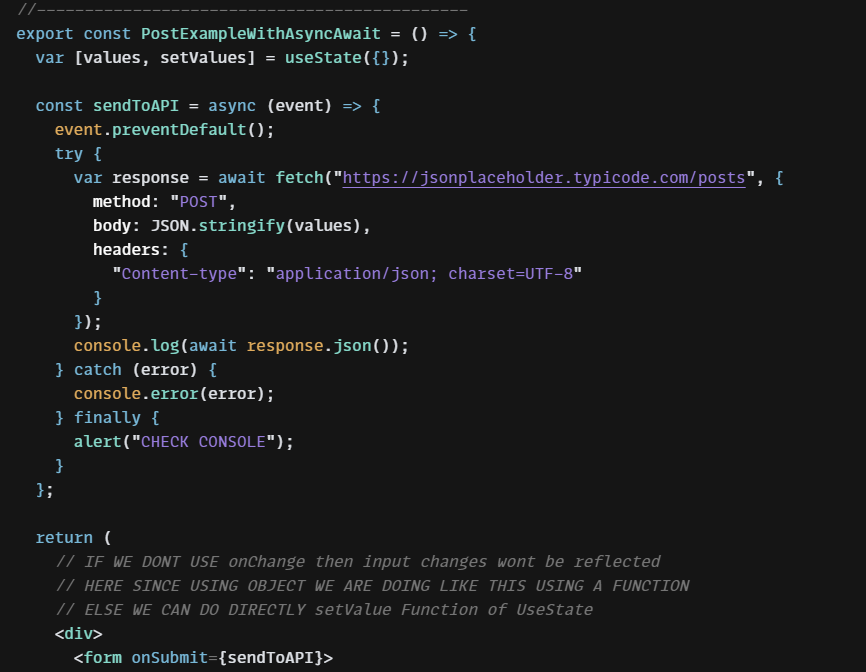 //---------------------------------------------
export const PostExampleWithAsyncAwait = () => {
  var [values, setValues] = useState({});

  const sendToAPI = async (event) => {
    event.preventDefault();
    try {
      var response = await fetch("https://jsonplaceholder.typicode.com/posts", {
        method: "POST",
        body: JSON.stringify(values),
        headers: {
          "Content-type": "application/json; charset=UTF-8"
        }
      });
      console.log(await response.json());
    } catch (error) {
      console.error(error);
    } finally {
      alert("CHECK CONSOLE");
    }
  };

  return (
    // IF WE DONT USE onChange then input changes wont be reflected
    // HERE SINCE USING OBJECT WE ARE DOING LIKE THIS USING A FUNCTION
    // ELSE WE CAN DO DIRECTLY setValue Function of UseState
    <div>
      <form onSubmit={sendToAPI}>